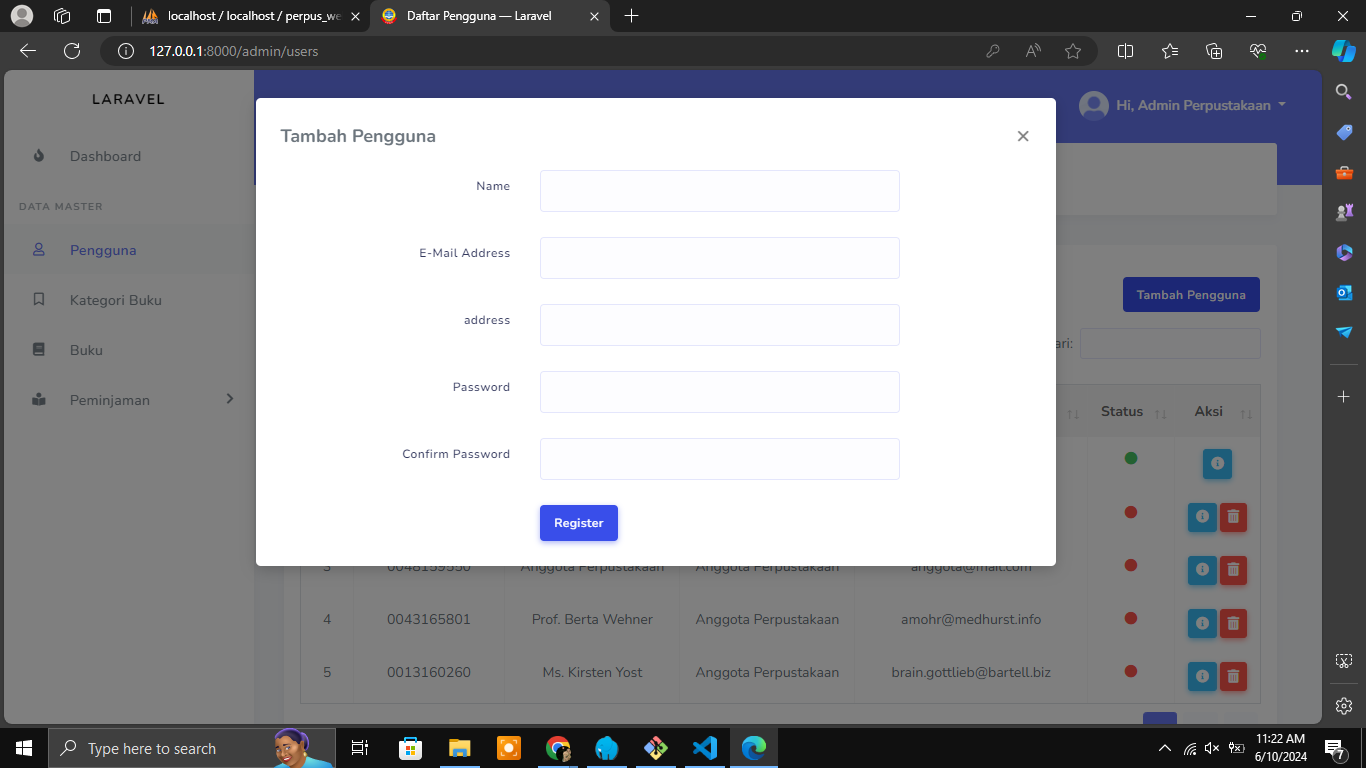 localhost / localhost / perpus_we
Daftar Pengguna — Laravel
127.0.0.1:8000/admin/users
LARAVEL
Hi, Admin Perpustakaan
Dashboard
DATA MASTER
Pengguna
Kategori Buku
Buku
Peminjaman
Tambah Pengguna
Name
E-Mail Address
address
Password
Confirm Password
Register
Tambah Pengguna
ari:
Status
Aksi
3 0048159550 Anggota Perpustakaan Anggota Perpustakaan anggota@mail.com
4 0043165801 Prof. Berta Wehner Anggota Perpustakaan amohr@medhurst.info
5 0013160260 Ms. Kirsten Yost Anggota Perpustakaan brain.gottlieb@bartell.biz
Type here to search
11:22 AM
6/10/2024
7